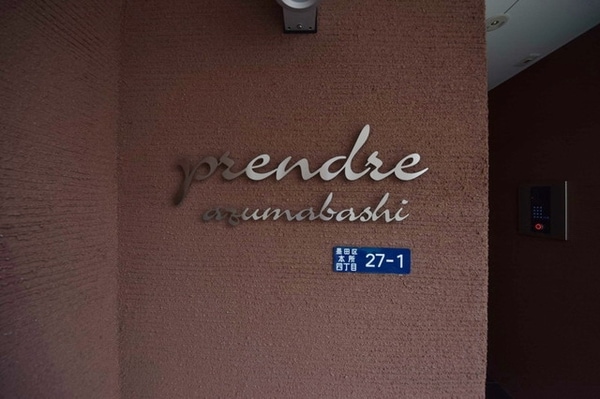 prendre
azumabashi
墨田区
本所
四丁目
27-1